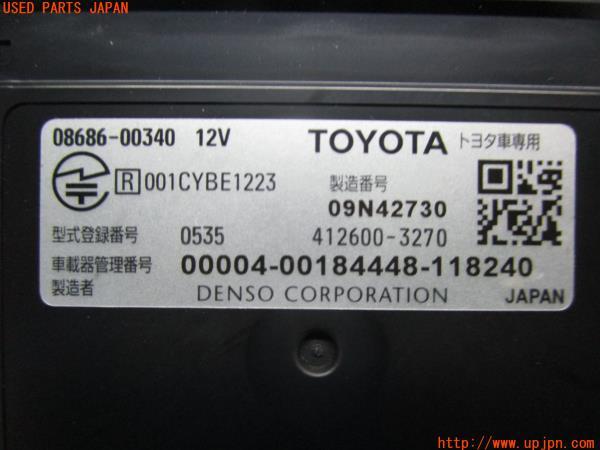 USED PARTS JAPAN
08686-00340 12V TOYOTA トヨタ車専用
R 001CYBE1223 製造番号
09N42730
型式登録番号 0535 412600-3270
車載器管理番号 00004-00184448-118240
製造者 DENSO CORPORATION JAPAN
http://www.upjpn.com/